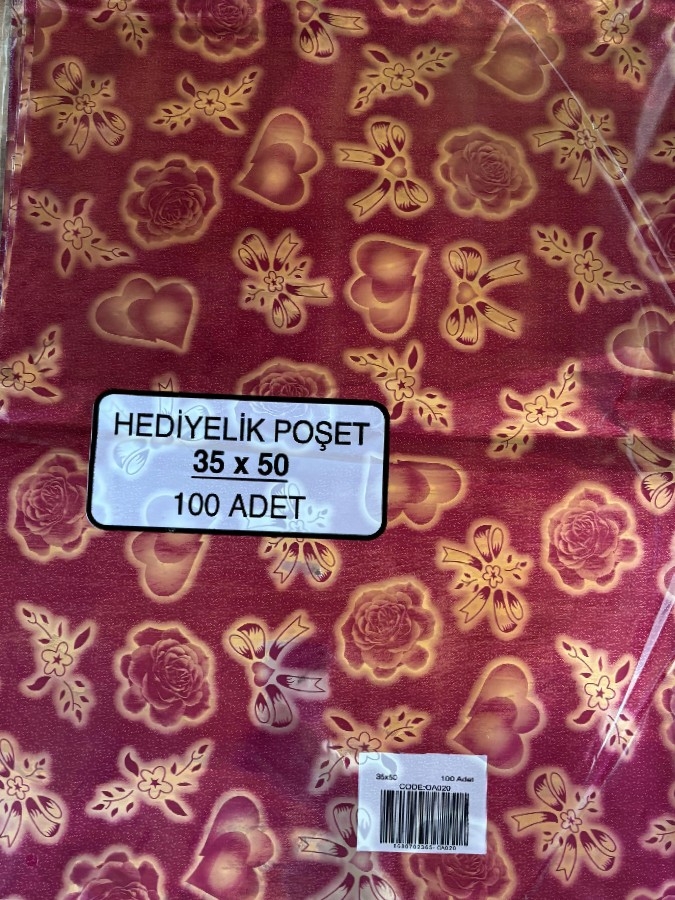 HEDİYELİK POŞET
35 x 50
100 ADET
35x50 100 Adet
CODE:OA020